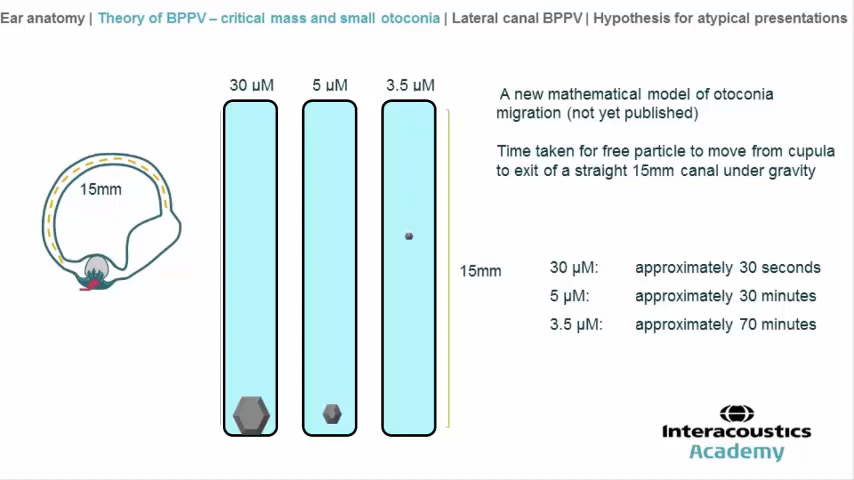 Ear anatomy | Theory of BPPV – critical mass and small otoconia | Lateral canal BPPV | Hypothesis for atypical presentations
30 µM 5 µM 3.5 µM
A new mathematical model of otoconia
migration (not yet published)
Time taken for free particle to move from cupula
to exit of a straight 15mm canal under gravity
15mm
15mm
30 µM: approximately 30 seconds
5 µM: approximately 30 minutes
3.5 µM: approximately 70 minutes
Interacoustics
Academy